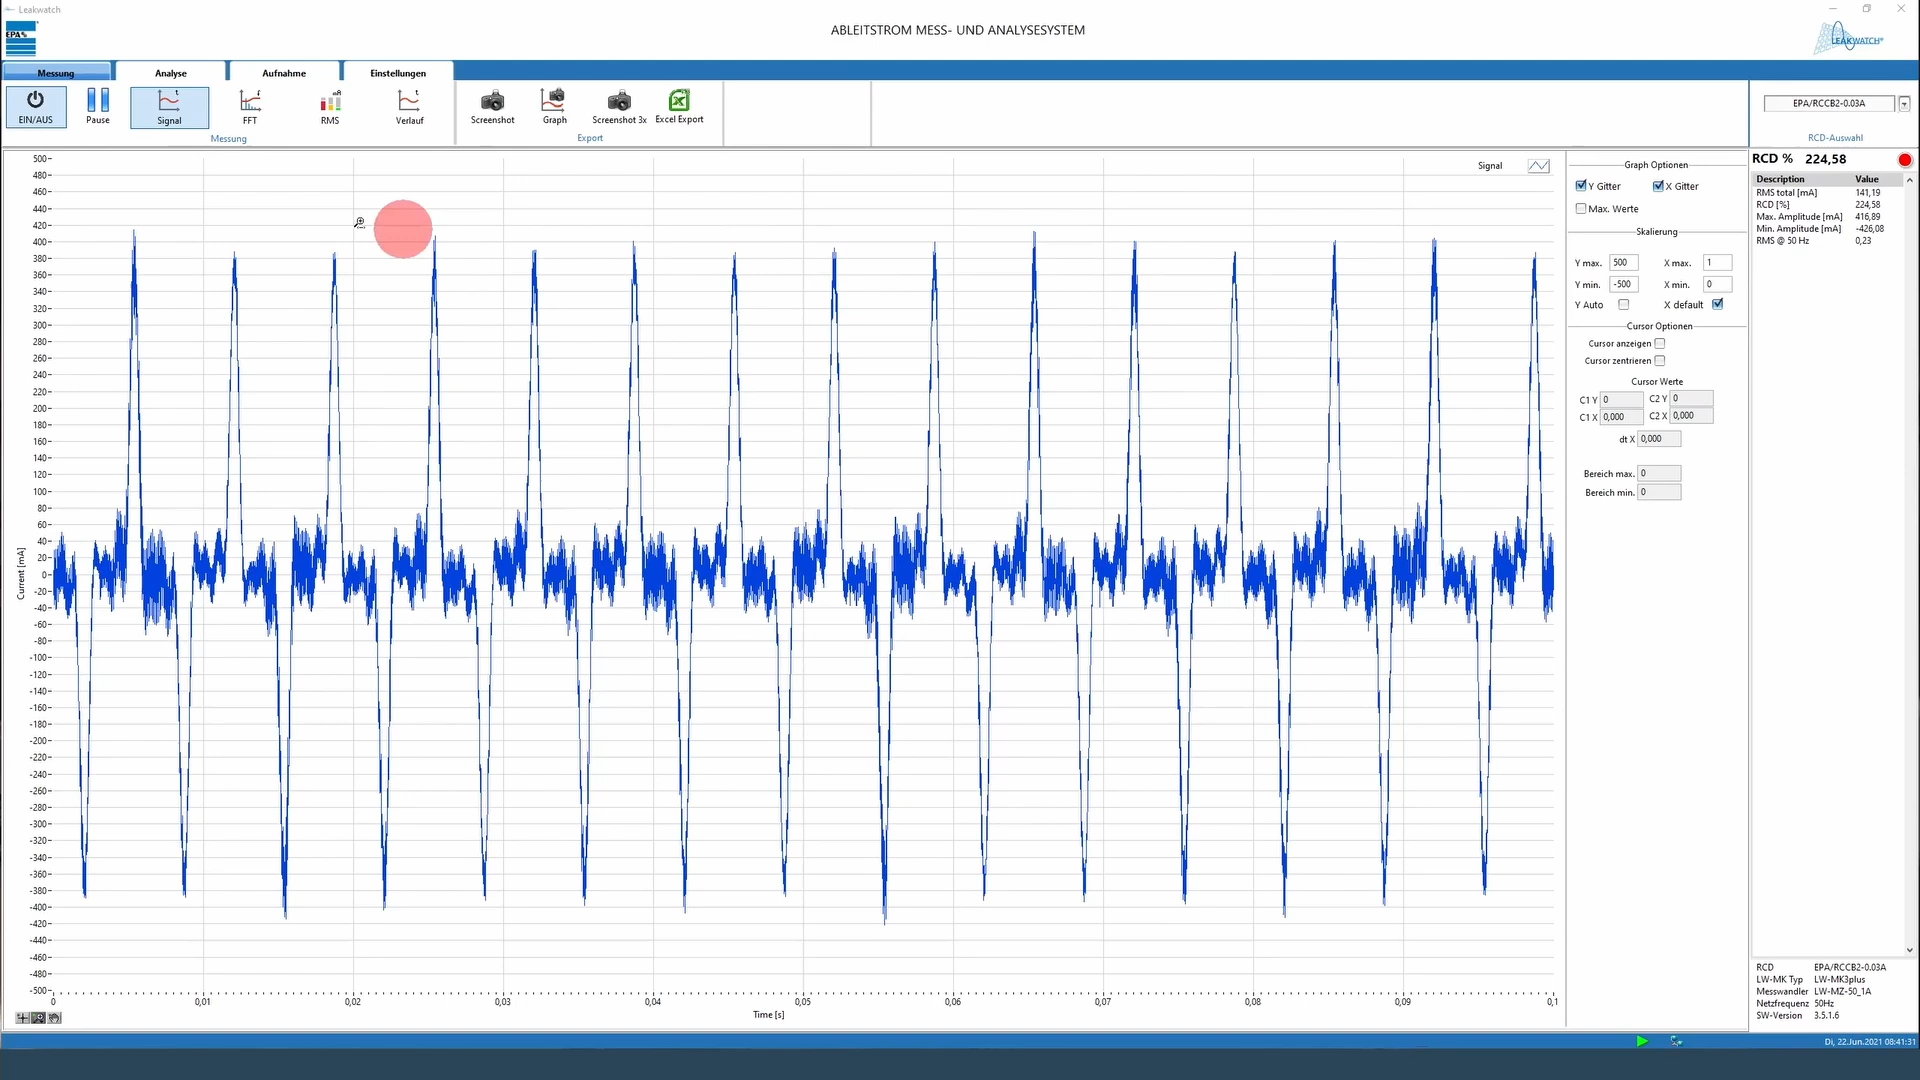 Leakwatch
EPA
ABLEITSTROM MESS- UND ANALYSESYSTEM
LEAKWATCH®
Messung Analyse Aufnahme Einstellungen
EIN/AUS Pause Signal FFT RMS Verlauf Screenshot Graph Screenshot 3x Excel Export
Messung Export
EPA/RCCB2-0.03A
RCD-Auswahl
Signal
Graph Optionen
Y Gitter X Gitter
Max. Werte
Skalierung
Y max. 500 X max. 1
Y min. -500 X min. 0
Y Auto X default
Cursor Optionen
Cursor anzeigen
Cursor zentrieren
Cursor Werte
C1 Y 0 C2 Y 0
C1 X 0,000 C2 X 0,000
dt X 0,000
Bereich max. 0
Bereich min. 0
RCD % 224,58
Description Value
RMS total [mA] 141,19
RCD [%] 224,58
Max. Amplitude [mA] 416,89
Min. Amplitude [mA] -426,08
RMS @ 50 Hz 0,23
500
480
460
440
420
400
380
360
340
320
300
280
260
240
220
200
180
160
140
120
100
80
60
40
20
0
-20
-40
-60
-80
-100
-120
-140
-160
-180
-200
-220
-240
-260
-280
-300
-320
-340
-360
-380
-400
-420
-440
-460
-480
-500
Current [mA]
0 0,01 0,02 0,03 0,04 0,05 0,06 0,07 0,08 0,09 0,1
Time [s]
RCD EPA/RCCB2-0.03A
LW-MK Typ LW-MK3plus
Messwandler LW-MZ-50_1A
Netzfrequenz 50Hz
SW-Version 3.5.1.6
Di, 22.Jun.2021 08:41:31